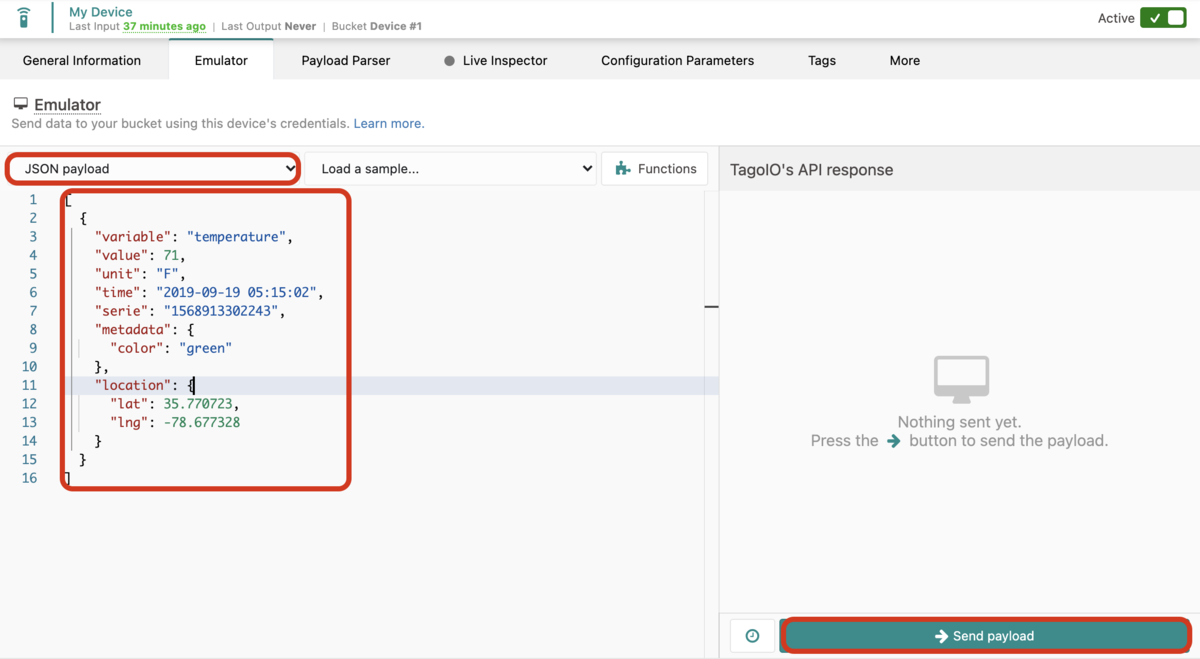 My Device
Last Input 37 minutes ago | Last Output Never | Bucket Device #1
Active
General Information
Emulator
Payload Parser
Live Inspector
Configuration Parameters
Tags
More
Emulator
Send data to your bucket using this device's credentials. Learn more.
JSON payload
Load a sample...
Functions
TagoIO's API response
1 [
2 {
3 "variable": "temperature",
4 "value": 71,
5 "unit": "F",
6 "time": "2019-09-19 05:15:02",
7 "serie": "1568913302243",
8 "metadata": {
9 "color": "green"
10 },
11 "location": {
12 "lat": 35.770723,
13 "lng": -78.677328
14 }
15 }
16 ]
Nothing sent yet.
Press the → button to send the payload.
→ Send payload